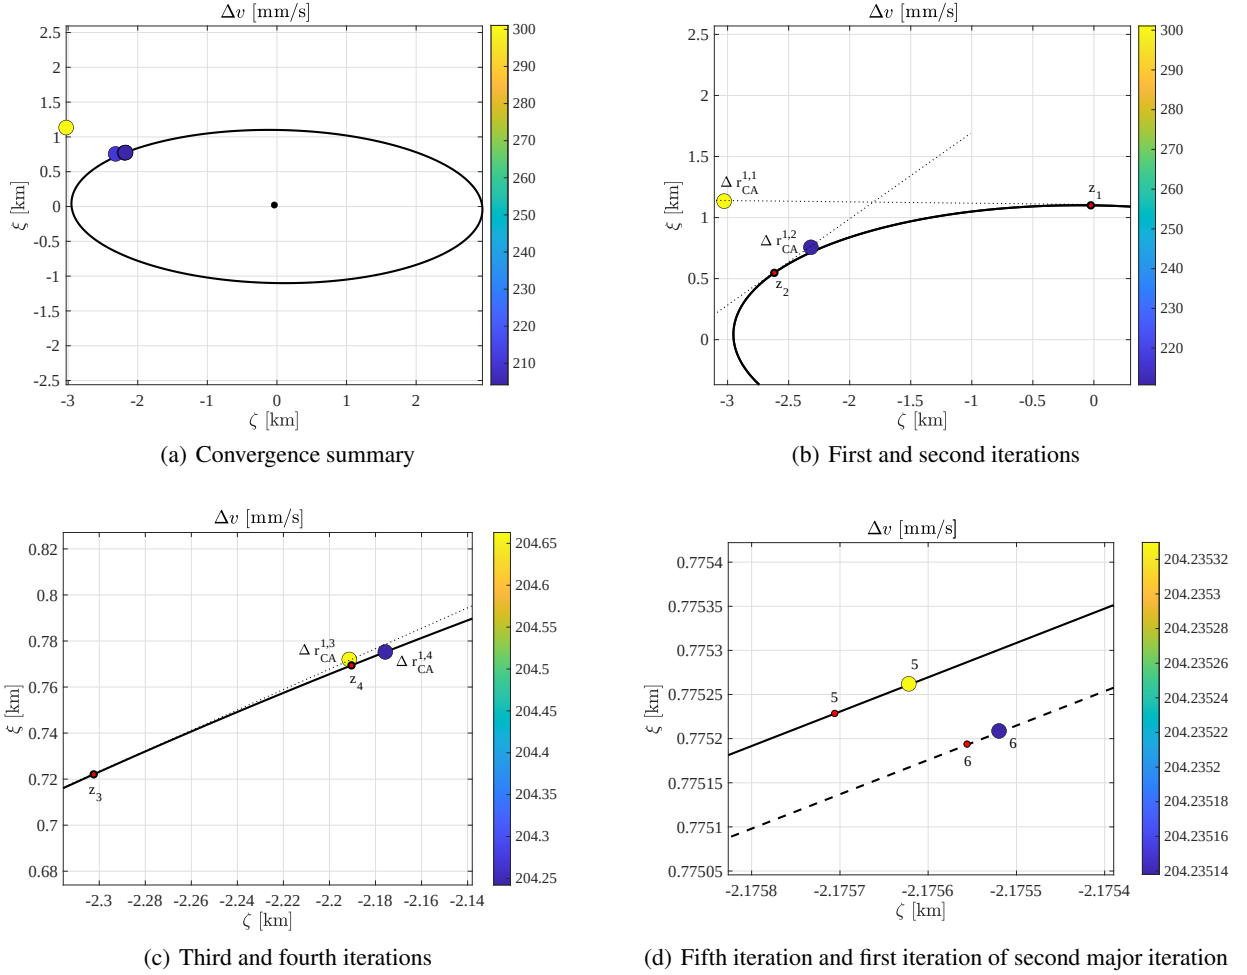 Δv [mm/s]
2.5
2
1.5
1
0.5
0
-0.5
-1
-1.5
-2
-2.5
ξ [km]
-3 -2 -1 0 1 2
ζ [km]
300
290
280
270
260
250
240
230
220
210
(a) Convergence summary
Δv [mm/s]
2.5
2
1.5
1
0.5
0
ξ [km]
Δ r_CA^1,1
Δ r_CA^1,2
z_1
z_2
-3 -2.5 -2 -1.5 -1 -0.5 0
ζ [km]
300
290
280
270
260
250
240
230
220
(b) First and second iterations
Δv [mm/s]
0.82
0.8
0.78
0.76
0.74
0.72
0.7
0.68
ξ [km]
Δ r_CA^1,3
Δ r_CA^1,4
z_4
z_3
-2.3 -2.28 -2.26 -2.24 -2.22 -2.2 -2.18 -2.16 -2.14
ζ [km]
204.65
204.6
204.55
204.5
204.45
204.4
204.35
204.3
204.25
(c) Third and fourth iterations
Δv [mm/s]
0.7754
0.77535
0.7753
0.77525
0.7752
0.77515
0.7751
0.77505
ξ [km]
5
5
6
6
-2.1758 -2.1757 -2.1756 -2.1755 -2.1754
ζ [km]
204.23532
204.2353
204.23528
204.23526
204.23524
204.23522
204.2352
204.23518
204.23516
204.23514
(d) Fifth iteration and first iteration of second major iteration